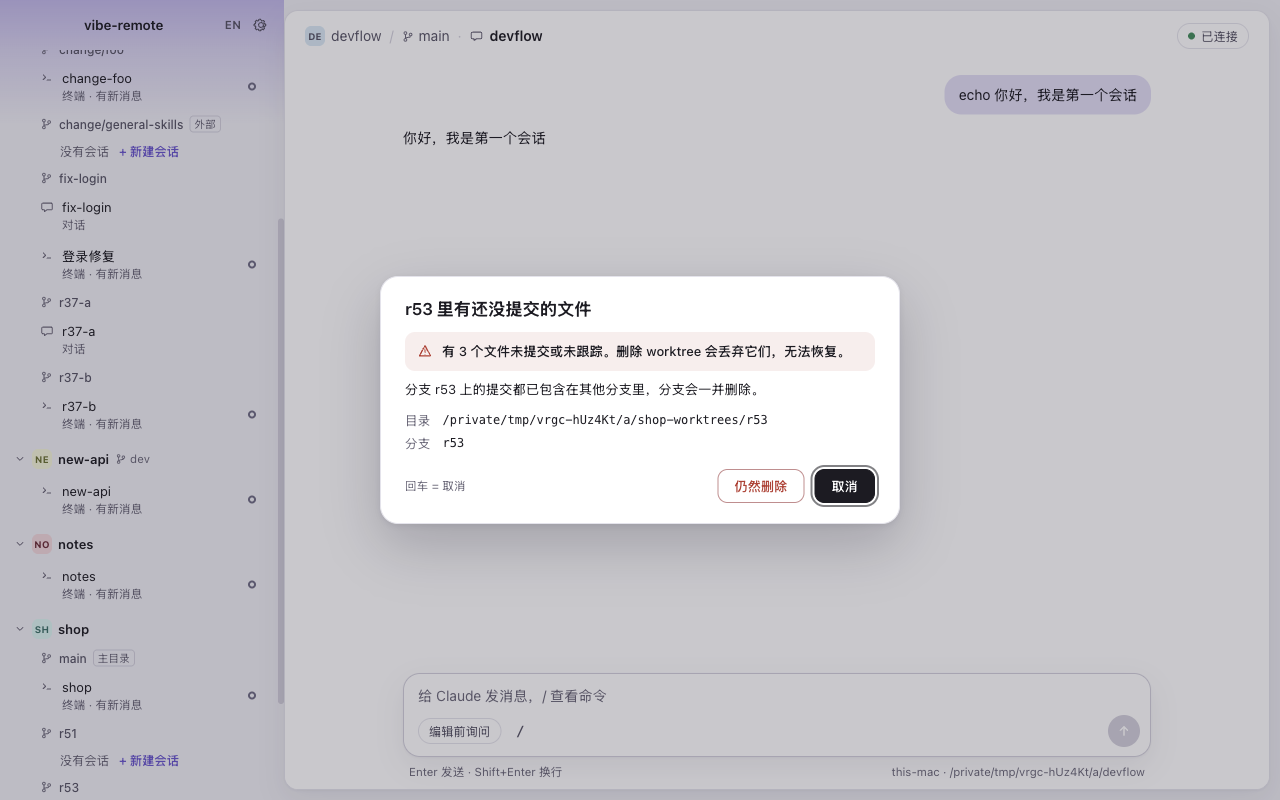 vibe-remote
EN
change/foo
change-foo
终端 · 有新消息
change/general-skills 外部
没有会话 + 新建会话
fix-login
fix-login
对话
登录修复
终端 · 有新消息
r37-a
r37-a
对话
r37-b
r37-b
终端 · 有新消息
NE new-api dev
new-api
终端 · 有新消息
NO notes
notes
终端 · 有新消息
SH shop
main 主目录
shop
终端 · 有新消息
r51
没有会话 + 新建会话
r53
DE devflow / main · devflow
已连接
echo 你好，我是第一个会话
你好，我是第一个会话
r53 里有还没提交的文件
有 3 个文件未提交或未跟踪。删除 worktree 会丢弃它们，无法恢复。
分支 r53 上的提交都已包含在其他分支里，分支会一并删除。
目录 /private/tmp/vrgc-hUz4Kt/a/shop-worktrees/r53
分支 r53
回车 = 取消
仍然删除
取消
给 Claude 发消息，/ 查看命令
编辑前询问 /
Enter 发送 · Shift+Enter 换行
this-mac · /private/tmp/vrgc-hUz4Kt/a/devflow